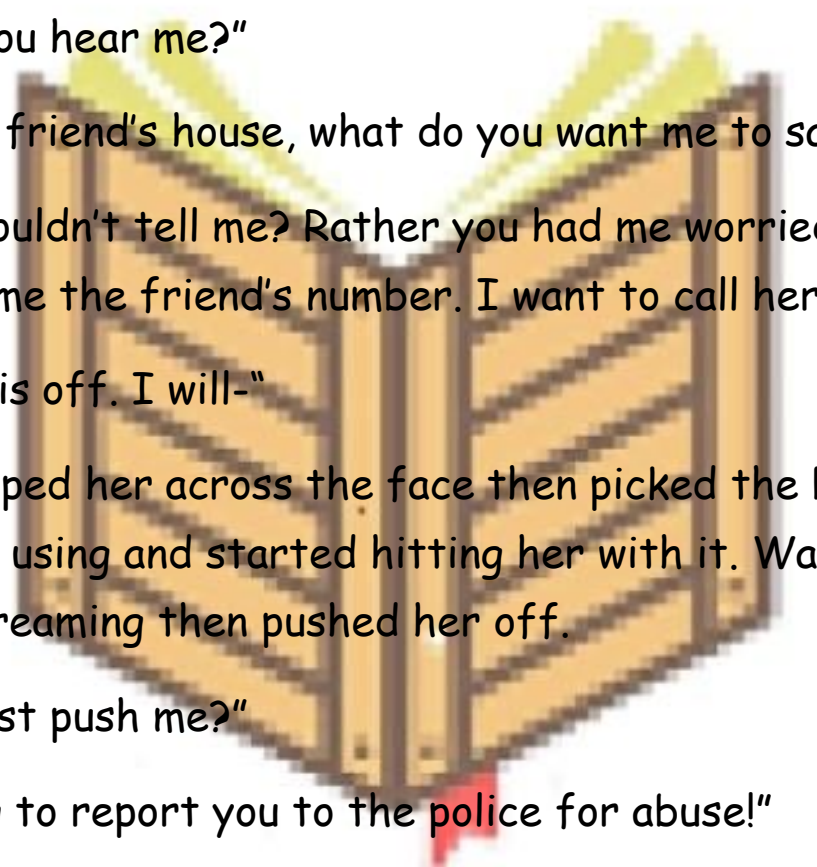 ou hear me?”
friend’s house, what do you want me to sa
ouldn’t tell me? Rather you had me worried
me the friend’s number. I want to call her
is off. I will-“
ped her across the face then picked the
using and started hitting her with it. Wa
reaming then pushed her off.
st push me?”
to report you to the police for abuse!”